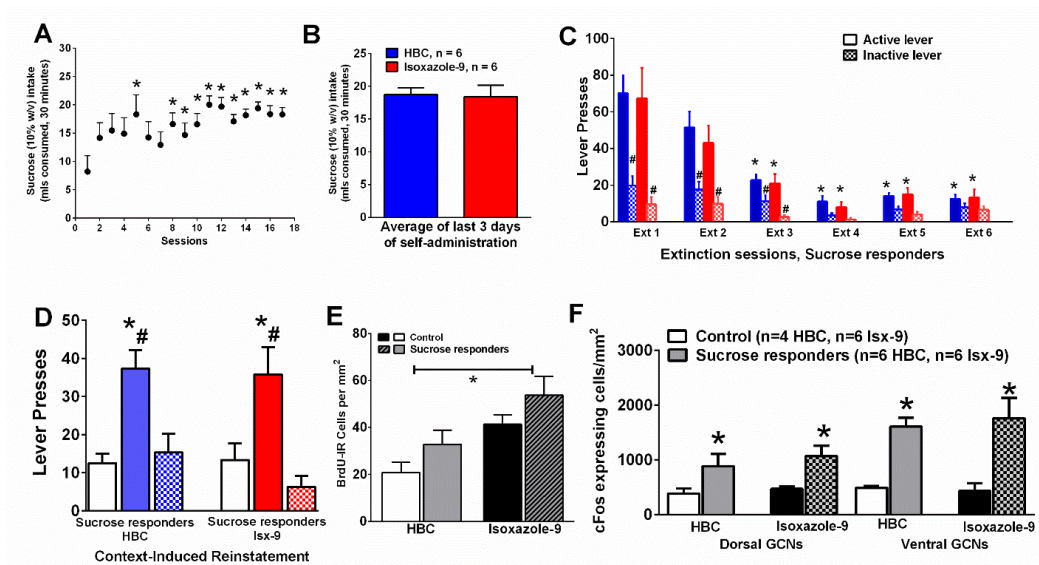 A
Sucrose (10% w/v) intake
(mls consumed, 30 minutes)
30
25
20
15
10
5
0
* * * * * * * * * * *
0 2 4 6 8 10 12 14 16 18
Sessions
B
HBC, n = 6
Isoxazole-9, n = 6
Sucrose (10% w/v) intake
(mls consumed, 30 minutes)
25
20
15
10
5
0
Average of last 3 days
of self-administration
C
Active lever
Inactive lever
Lever Presses
80
60
40
20
0
# # # # * # * # * * * * * *
Ext 1 Ext 2 Ext 3 Ext 4 Ext 5 Ext 6
Extinction sessions, Sucrose responders
D
Lever Presses
50
40
30
20
10
0
*# *#
Sucrose responders Sucrose responders
HBC Isx-9
Context-Induced Reinstatement
E
Control
Sucrose responders
BrdU-IR Cells per mm²
80
60
40
20
0
*
HBC Isoxazole-9
F
Control (n=4 HBC, n=6 Isx-9)
Sucrose responders (n=6 HBC, n=6 Isx-9)
cFos expressing cells/mm²
3000
2000
1000
0
* * * *
HBC Isoxazole-9 HBC Isoxazole-9
Dorsal GCNs Ventral GCNs